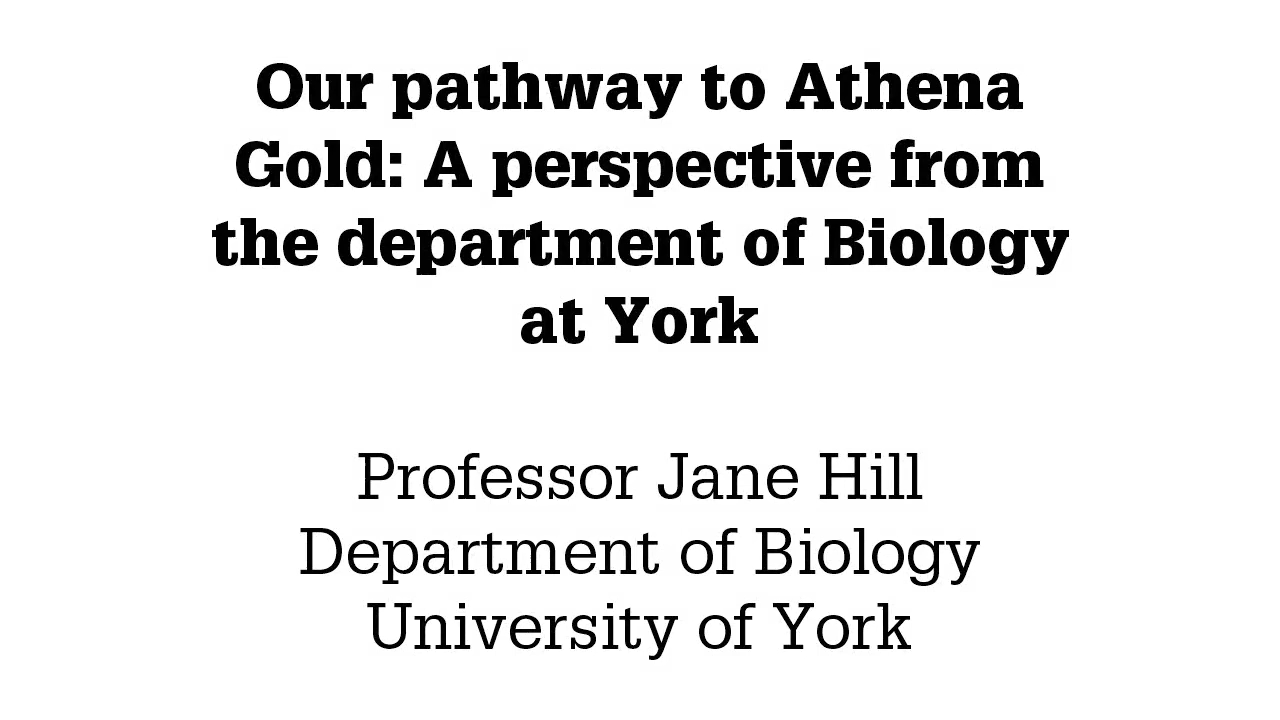 Our pathway to Athena
Gold: A perspective from
the department of Biology
at York
Professor Jane Hill
Department of Biology
University of York